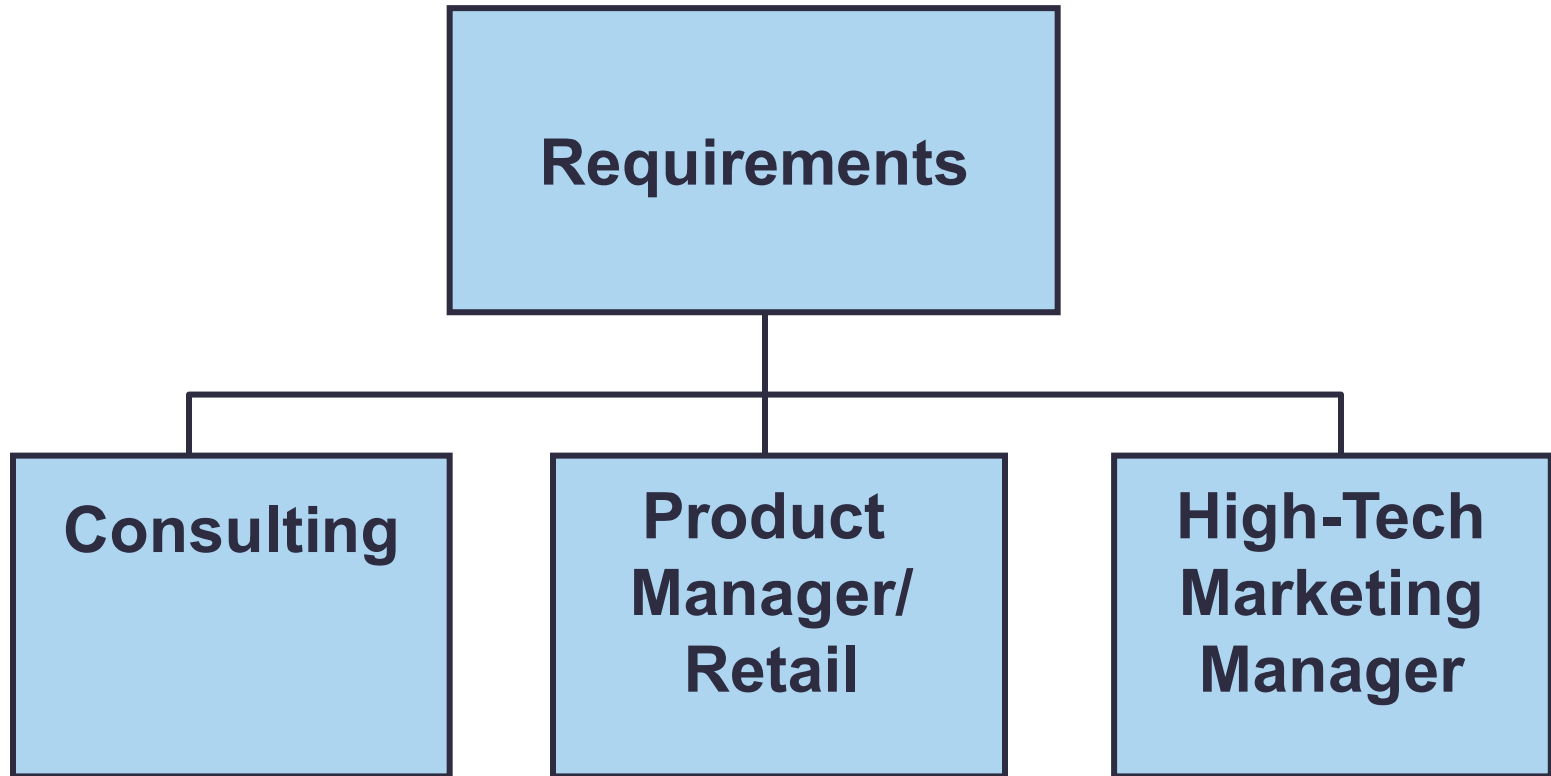 Requirements
Consulting
Product
Manager/
Retail
High-Tech
Marketing
Manager